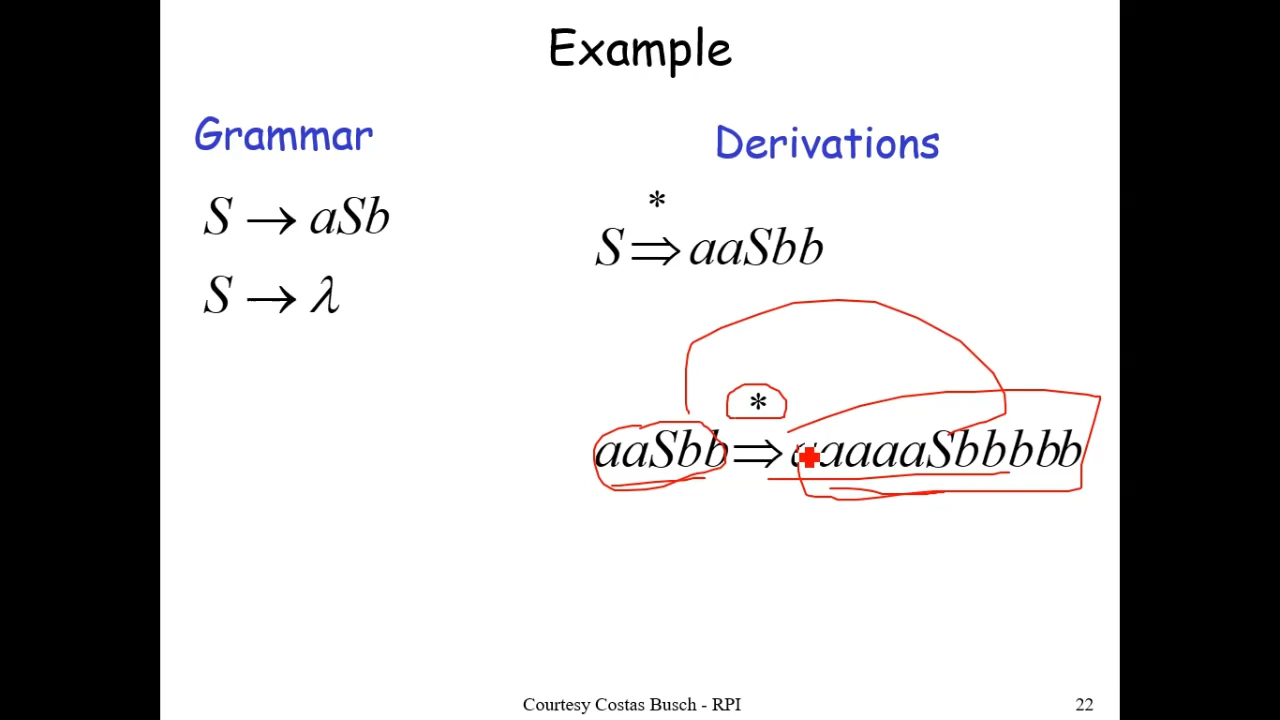 Example
Grammar
Derivations
S → aSb
S → λ
*
S ⇒ aaSbb
*
aaSbb ⇒ aaaaaSbbbbb
Courtesy Costas Busch - RPI
22